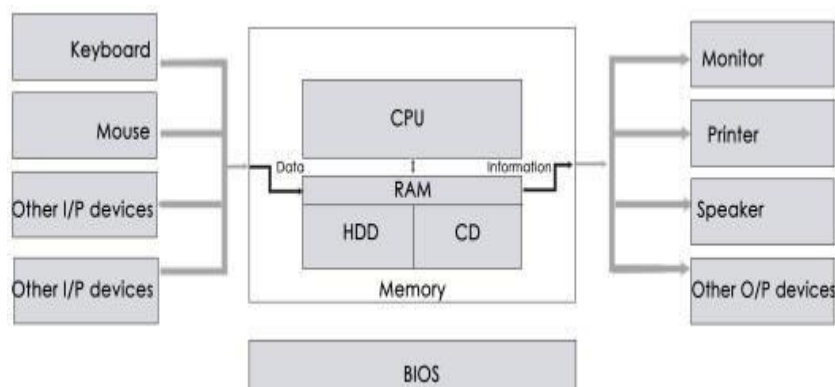 Keyboard
Mouse
Other I/P devices
Other I/P devices
CPU
Data
Information
RAM
HDD
CD
Memory
BIOS
Monitor
Printer
Speaker
Other O/P devices